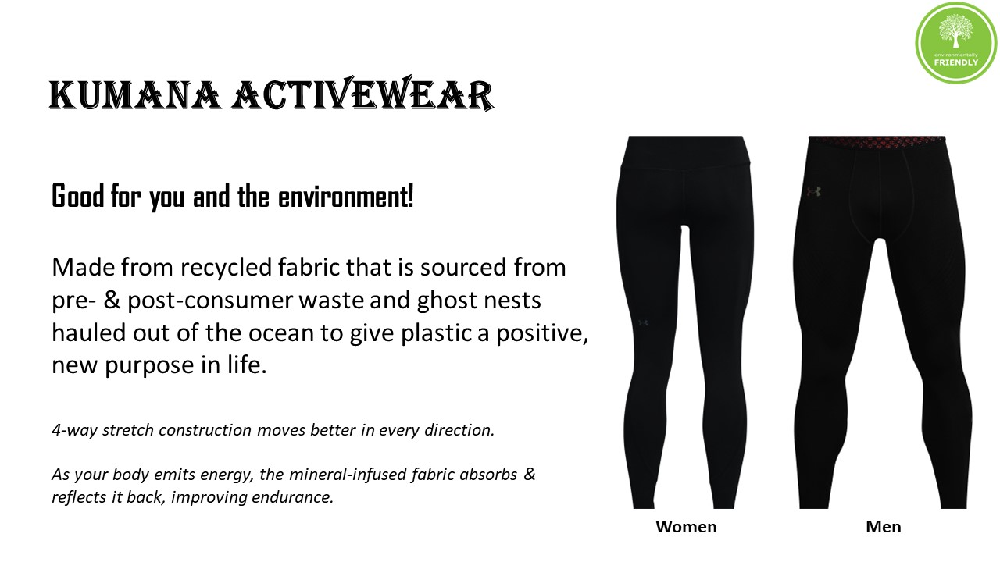 environmentally
FRIENDLY
KUMANA ACTIVEWEAR
Good for you and the environment!
Made from recycled fabric that is sourced from
pre- & post-consumer waste and ghost nests
hauled out of the ocean to give plastic a positive,
new purpose in life.
4-way stretch construction moves better in every direction.
As your body emits energy, the mineral-infused fabric absorbs &
reflects it back, improving endurance.
Women
Men